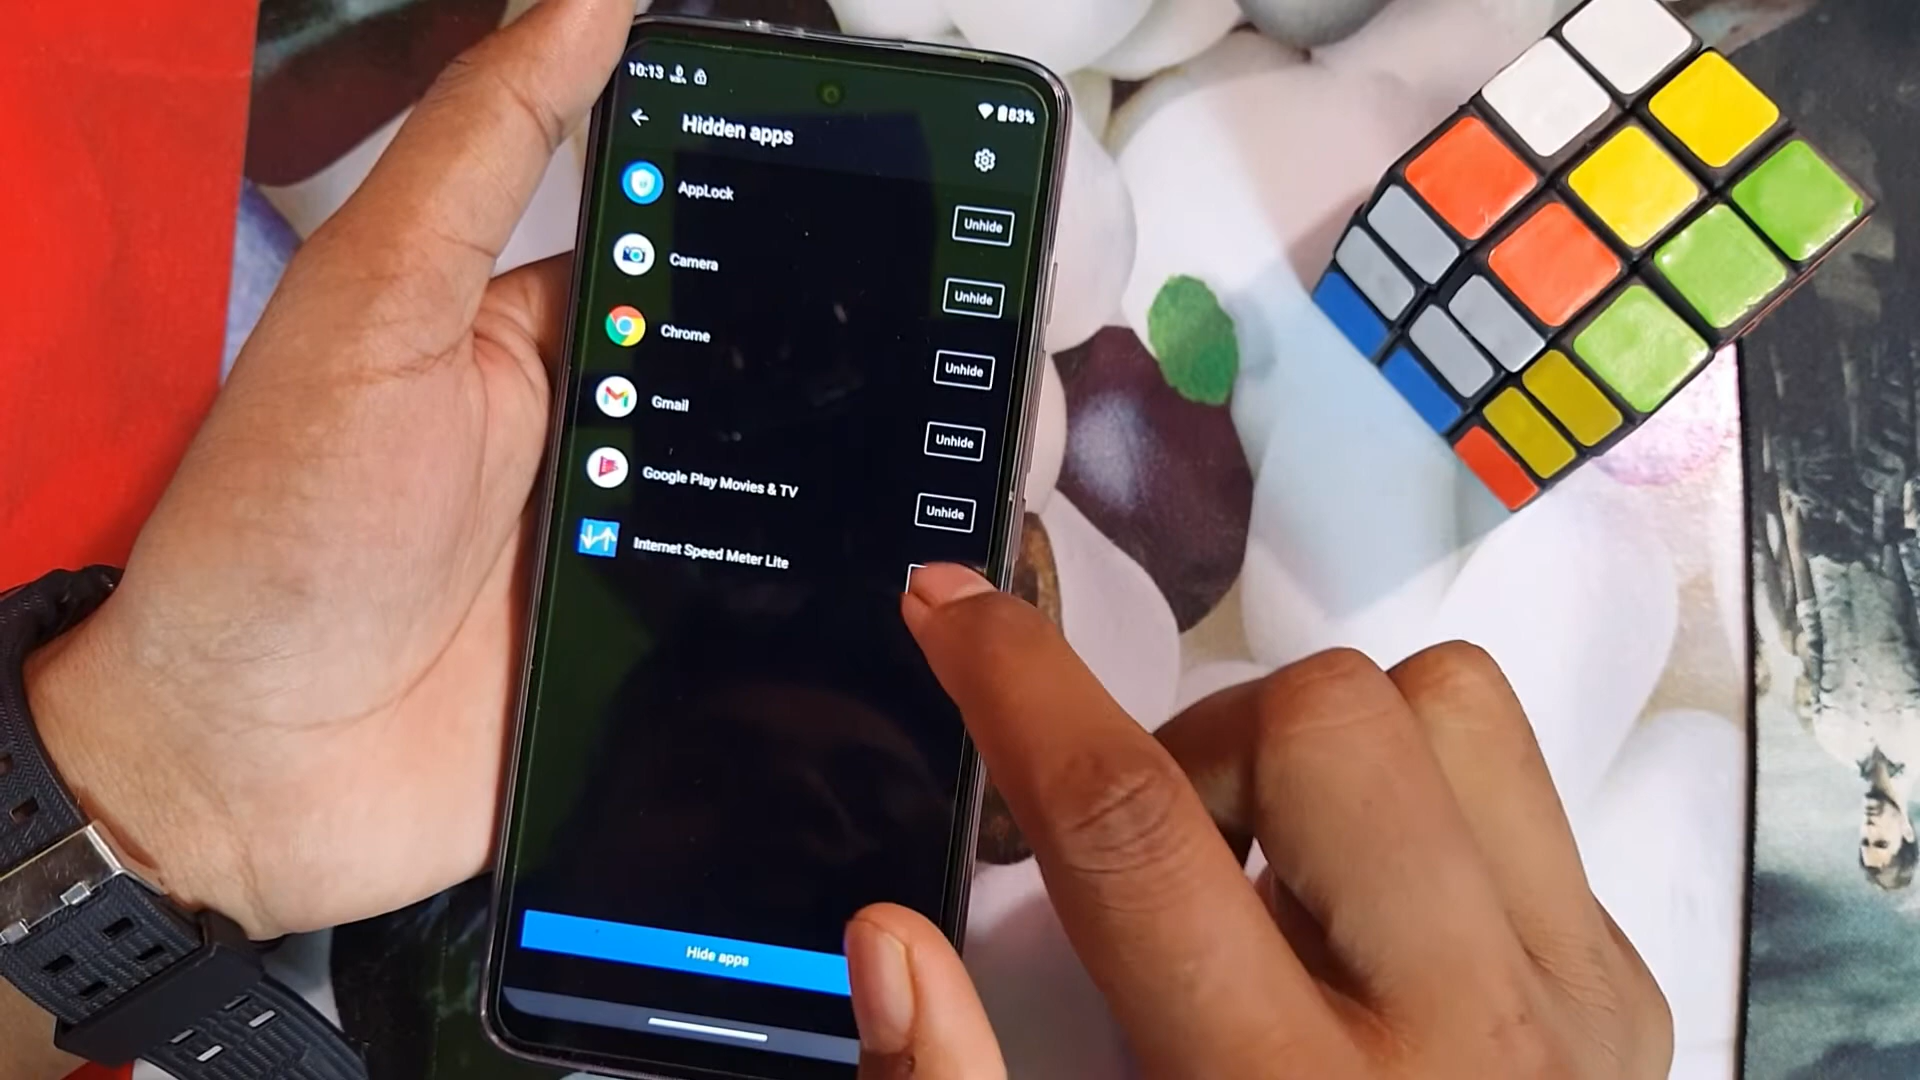 10:13
83%
Hidden apps
AppLock
Unhide
Camera
Unhide
Chrome
Unhide
Gmail
Unhide
Google Play Movies & TV
Unhide
Internet Speed Meter Lite
Hide apps